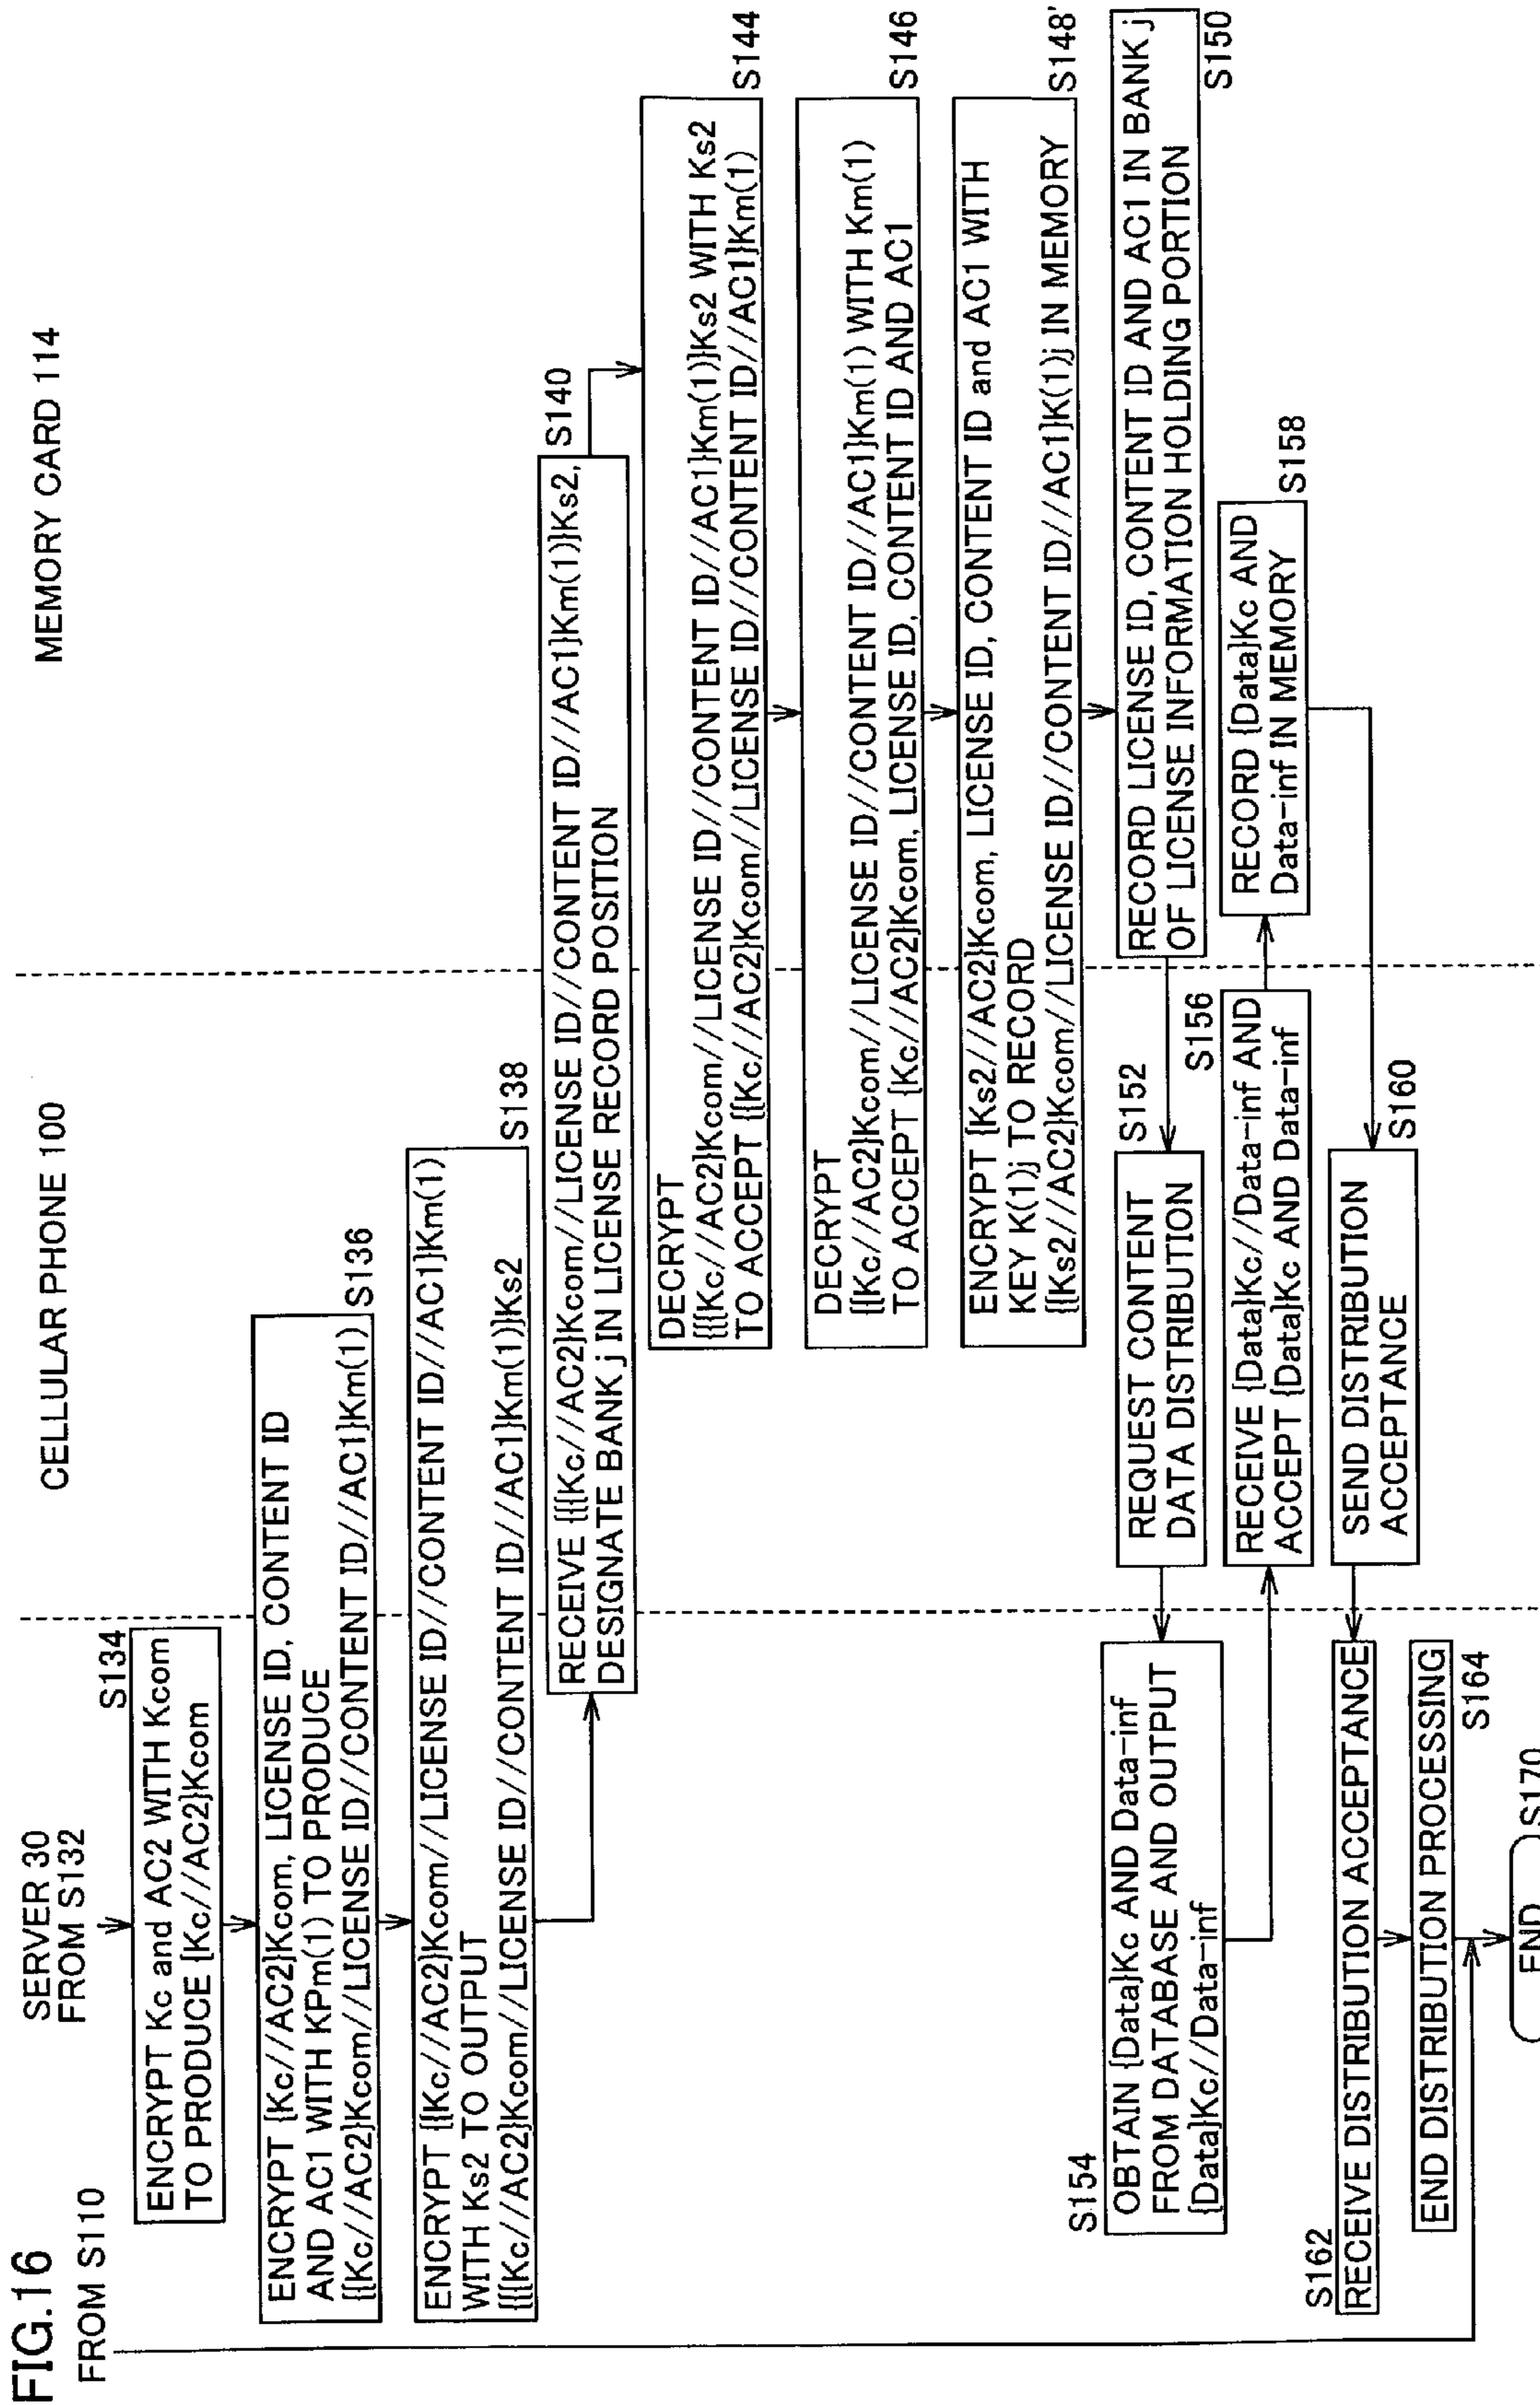 FIG.16
FROM S110
SERVER 30
FROM S132
CELLULAR PHONE 100
MEMORY CARD 114
S134
ENCRYPT Kc and AC2 WITH Kcom
TO PRODUCE {Kc//AC2}Kcom
ENCRYPT {Kc//AC2}Kcom, LICENSE ID, CONTENT ID
AND AC1 WITH KPm(1) TO PRODUCE
{{Kc//AC2}Kcom//LICENSE ID//CONTENT ID//AC1}Km(1)
S136
ENCRYPT {{Kc//AC2}Kcom//LICENSE ID//CONTENT ID//AC1}Km(1)
WITH Ks2 TO OUTPUT
{{{Kc//AC2}Kcom//LICENSE ID//CONTENT ID//AC1}Km(1)}Ks2
S138
RECEIVE {{{Kc//AC2}Kcom//LICENSE ID//CONTENT ID//AC1}Km(1)}Ks2,
DESIGNATE BANK j IN LICENSE RECORD POSITION
S140
DECRYPT
{{{Kc//AC2}Kcom//LICENSE ID//CONTENT ID//AC1}Km(1)}Ks2 WITH Ks2
TO ACCEPT {{Kc//AC2}Kcom//LICENSE ID//CONTENT ID//AC1}Km(1)
S144
DECRYPT
{{Kc//AC2}Kcom//LICENSE ID//CONTENT ID//AC1}Km(1) WITH Km(1)
TO ACCEPT {Kc//AC2}Kcom, LICENSE ID, CONTENT ID AND AC1
S146
ENCRYPT {Ks2//AC2}Kcom, LICENSE ID, CONTENT ID and AC1 WITH
KEY K(1)j TO RECORD
{{Ks2//AC2}Kcom//LICENSE ID//CONTENT ID//AC1}K(1)j IN MEMORY
S148'
RECORD LICENSE ID, CONTENT ID AND AC1 IN BANK j
OF LICENSE INFORMATION HOLDING PORTION
S150
S152
REQUEST CONTENT
DATA DISTRIBUTION
S154
OBTAIN {Data}Kc AND Data-inf
FROM DATABASE AND OUTPUT
{Data}Kc//Data-inf
S156
RECEIVE {Data}Kc//Data-inf AND
ACCEPT {Data}Kc AND Data-inf
RECORD {Data}Kc AND
Data-inf IN MEMORY
S158
SEND DISTRIBUTION
ACCEPTANCE
S160
S162
RECEIVE DISTRIBUTION ACCEPTANCE
END DISTRIBUTION PROCESSING
S164
END
S170